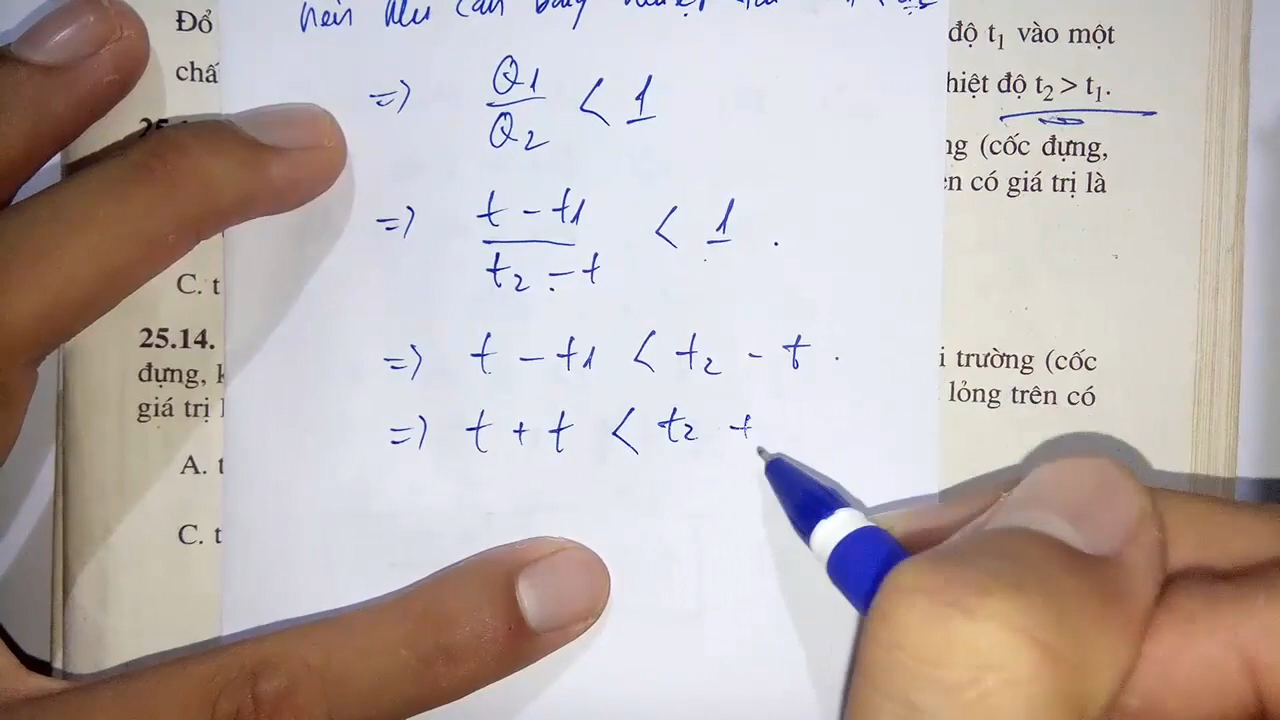 Đổ
độ t₁ vào một
chấ
hiệt độ t₂ > t₁.
ng (cốc đựng,
ên có giá trị là
=> Q1/Q2 < 1
=> (t - t1)/(t2 - t) < 1.
C. t
25.14.
i trường (cốc
đựng, k
lỏng trên có
giá trị l
=> t - t1 < t2 - t.
=> t + t < t2 +
A. t
C. t